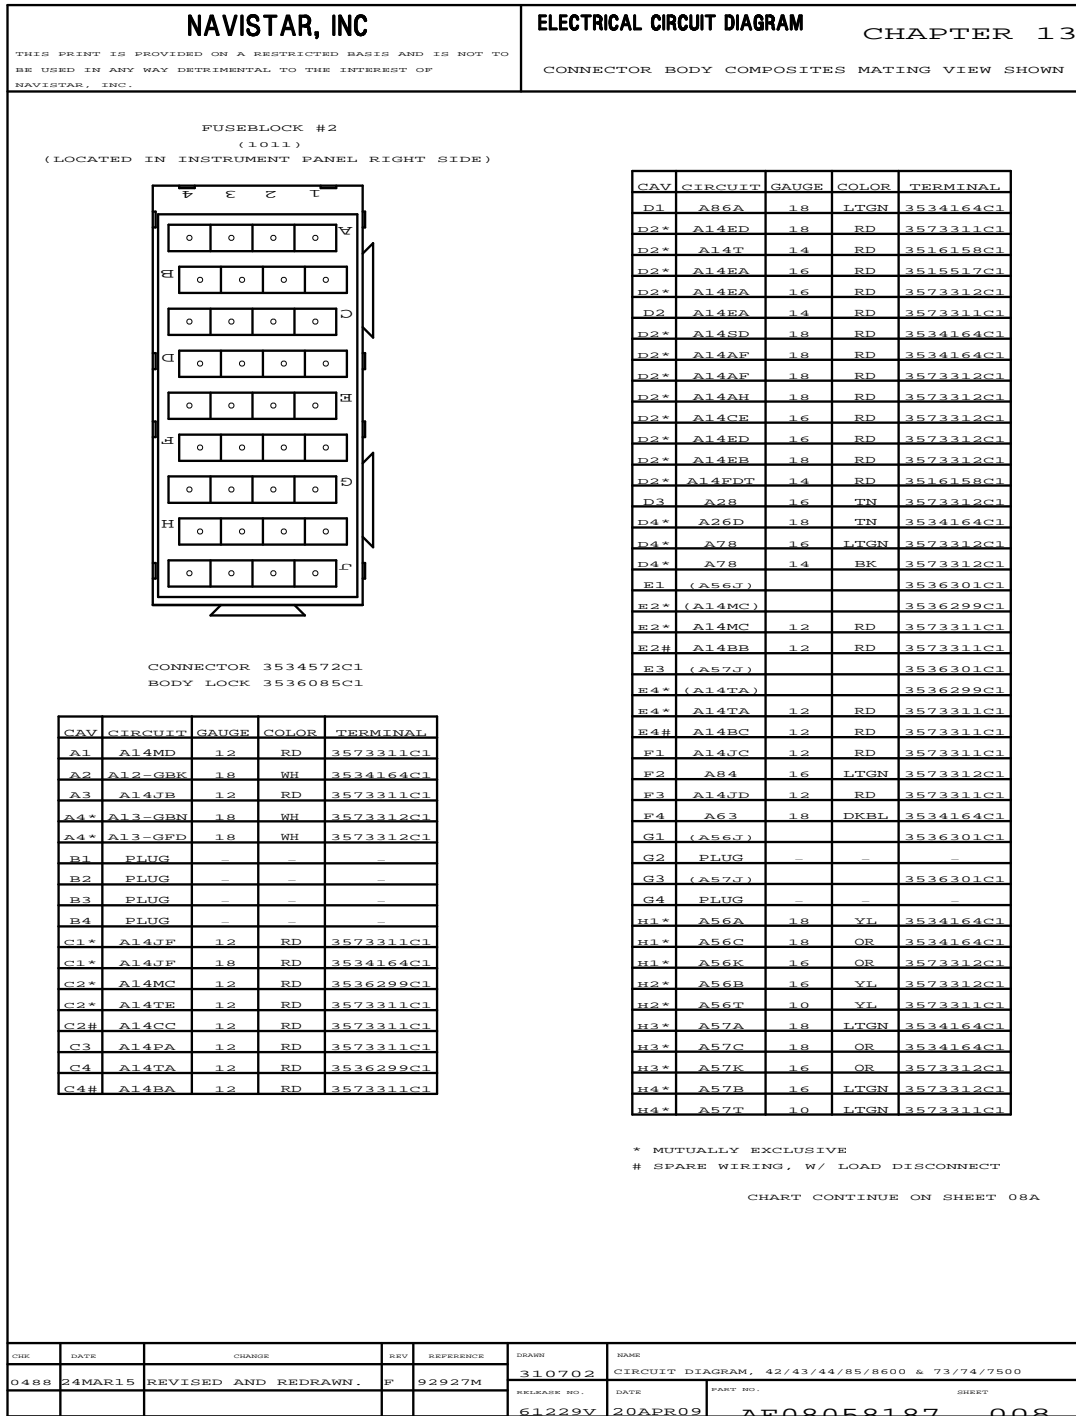 NAVISTAR, INC
THIS PRINT IS PROVIDED ON A RESTRICTED BASIS AND IS NOT TO
BE USED IN ANY WAY DETRIMENTAL TO THE INTEREST OF
NAVISTAR, INC.
ELECTRICAL CIRCUIT DIAGRAM CHAPTER 13
CONNECTOR BODY COMPOSITES MATING VIEW SHOWN
FUSEBLOCK #2
(1011)
(LOCATED IN INSTRUMENT PANEL RIGHT SIDE)
4 3 2 1
A
B
C
D
E
F
G
H
J
CONNECTOR 3534572C1
BODY LOCK 3536085C1
CAV CIRCUIT GAUGE COLOR TERMINAL
A1 A14MD 12 RD 3573311C1
A2 A12-GBK 18 WH 3534164C1
A3 A14JB 12 RD 3573311C1
A4* A13-GBN 18 WH 3573312C1
A4* A13-GFD 18 WH 3573312C1
B1 PLUG - - -
B2 PLUG - - -
B3 PLUG - - -
B4 PLUG - - -
C1* A14JF 12 RD 3573311C1
C1* A14JF 18 RD 3534164C1
C2* A14MC 12 RD 3536299C1
C2* A14TE 12 RD 3573311C1
C2# A14CC 12 RD 3573311C1
C3 A14PA 12 RD 3573311C1
C4 A14TA 12 RD 3536299C1
C4# A14BA 12 RD 3573311C1
CAV CIRCUIT GAUGE COLOR TERMINAL
D1 A86A 18 LTGN 3534164C1
D2* A14ED 18 RD 3573311C1
D2* A14T 14 RD 3516158C1
D2* A14EA 16 RD 3515517C1
D2* A14EA 16 RD 3573312C1
D2 A14EA 14 RD 3573311C1
D2* A14SD 18 RD 3534164C1
D2* A14AF 18 RD 3534164C1
D2* A14AF 18 RD 3573312C1
D2* A14AH 18 RD 3573312C1
D2* A14CE 16 RD 3573312C1
D2* A14ED 16 RD 3573312C1
D2* A14EB 18 RD 3573312C1
D2* A14FDT 14 RD 3516158C1
D3 A28 16 TN 3573312C1
D4* A26D 18 TN 3534164C1
D4* A78 16 LTGN 3573312C1
D4* A78 14 BK 3573312C1
E1 (A56J) 3536301C1
E2* (A14MC) 3536299C1
E2* A14MC 12 RD 3573311C1
E2# A14BB 12 RD 3573311C1
E3 (A57J) 3536301C1
E4* (A14TA) 3536299C1
E4* A14TA 12 RD 3573311C1
E4# A14BC 12 RD 3573311C1
F1 A14JC 12 RD 3573311C1
F2 A84 16 LTGN 3573312C1
F3 A14JD 12 RD 3573311C1
F4 A63 18 DKBL 3534164C1
G1 (A56J) 3536301C1
G2 PLUG - - -
G3 (A57J) 3536301C1
G4 PLUG - - -
H1* A56A 18 YL 3534164C1
H1* A56C 18 OR 3534164C1
H1* A56K 16 OR 3573312C1
H2* A56B 16 YL 3573312C1
H2* A56T 10 YL 3573311C1
H3* A57A 18 LTGN 3534164C1
H3* A57C 18 OR 3534164C1
H3* A57K 16 OR 3573312C1
H4* A57B 16 LTGN 3573312C1
H4* A57T 10 LTGN 3573311C1
* MUTUALLY EXCLUSIVE
# SPARE WIRING, W/ LOAD DISCONNECT
CHART CONTINUE ON SHEET 08A
CHK DATE CHANGE REV REFERENCE
0488 24MAR15 REVISED AND REDRAWN. F 92927M
DRAWN NAME
310702 CIRCUIT DIAGRAM, 42/43/44/85/8600 & 73/74/7500
RELEASE NO. DATE PART NO. SHEET
61229V 20APR09 AE08058187 008